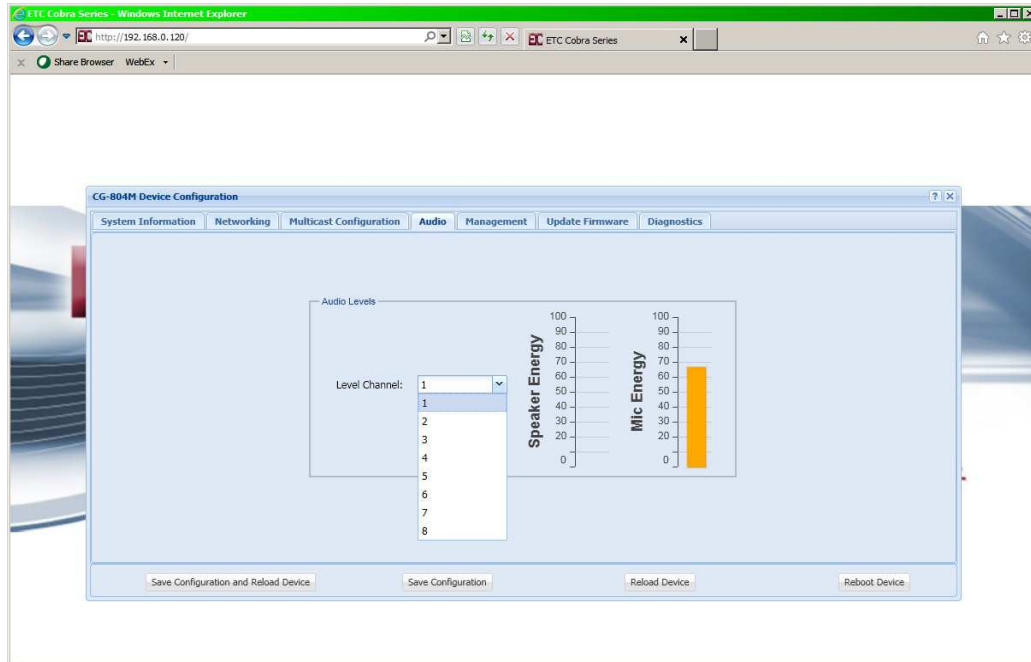 ETC Cobra Series - Windows Internet Explorer
http://192.168.0.120/
ETC Cobra Series
Share Browser WebEx
CG-804M Device Configuration
System Information Networking Multicast Configuration Audio Management Update Firmware Diagnostics
Audio Levels
Level Channel: 1
1
2
3
4
5
6
7
8
Speaker Energy
100
90
80
70
60
50
40
30
20
0
Mic Energy
100
90
80
70
60
50
40
30
20
0
Save Configuration and Reload Device Save Configuration Reload Device Reboot Device